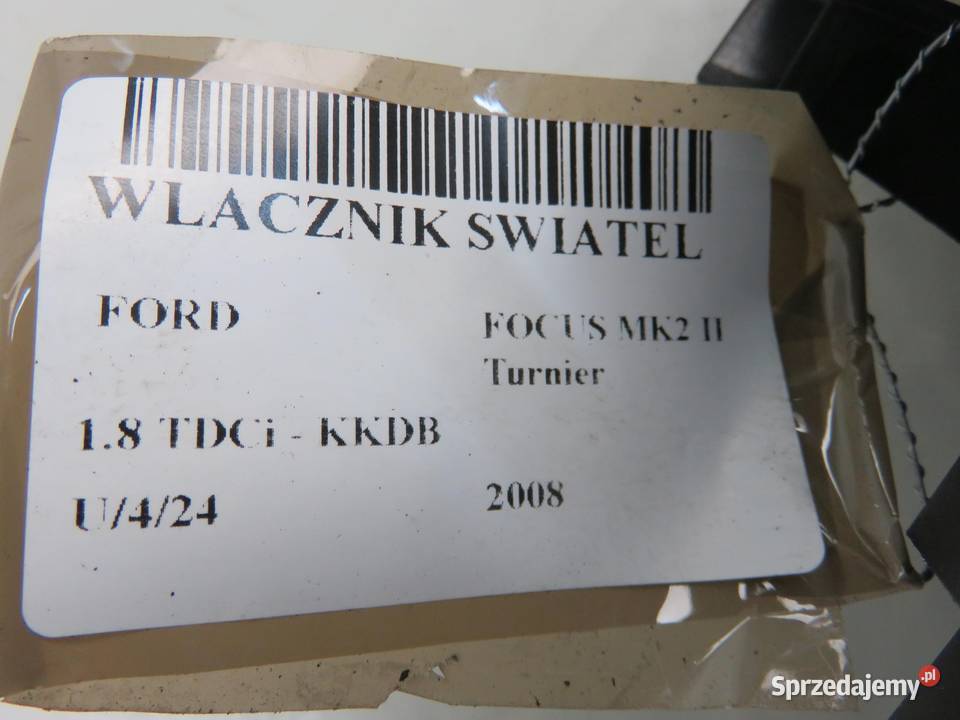 WLACZNIK SWIATEL
FORD
FOCUS MK2 II
Turnier
1.8 TDCi - KKDB
U/4/24
2008
Sprzedajemy.pl